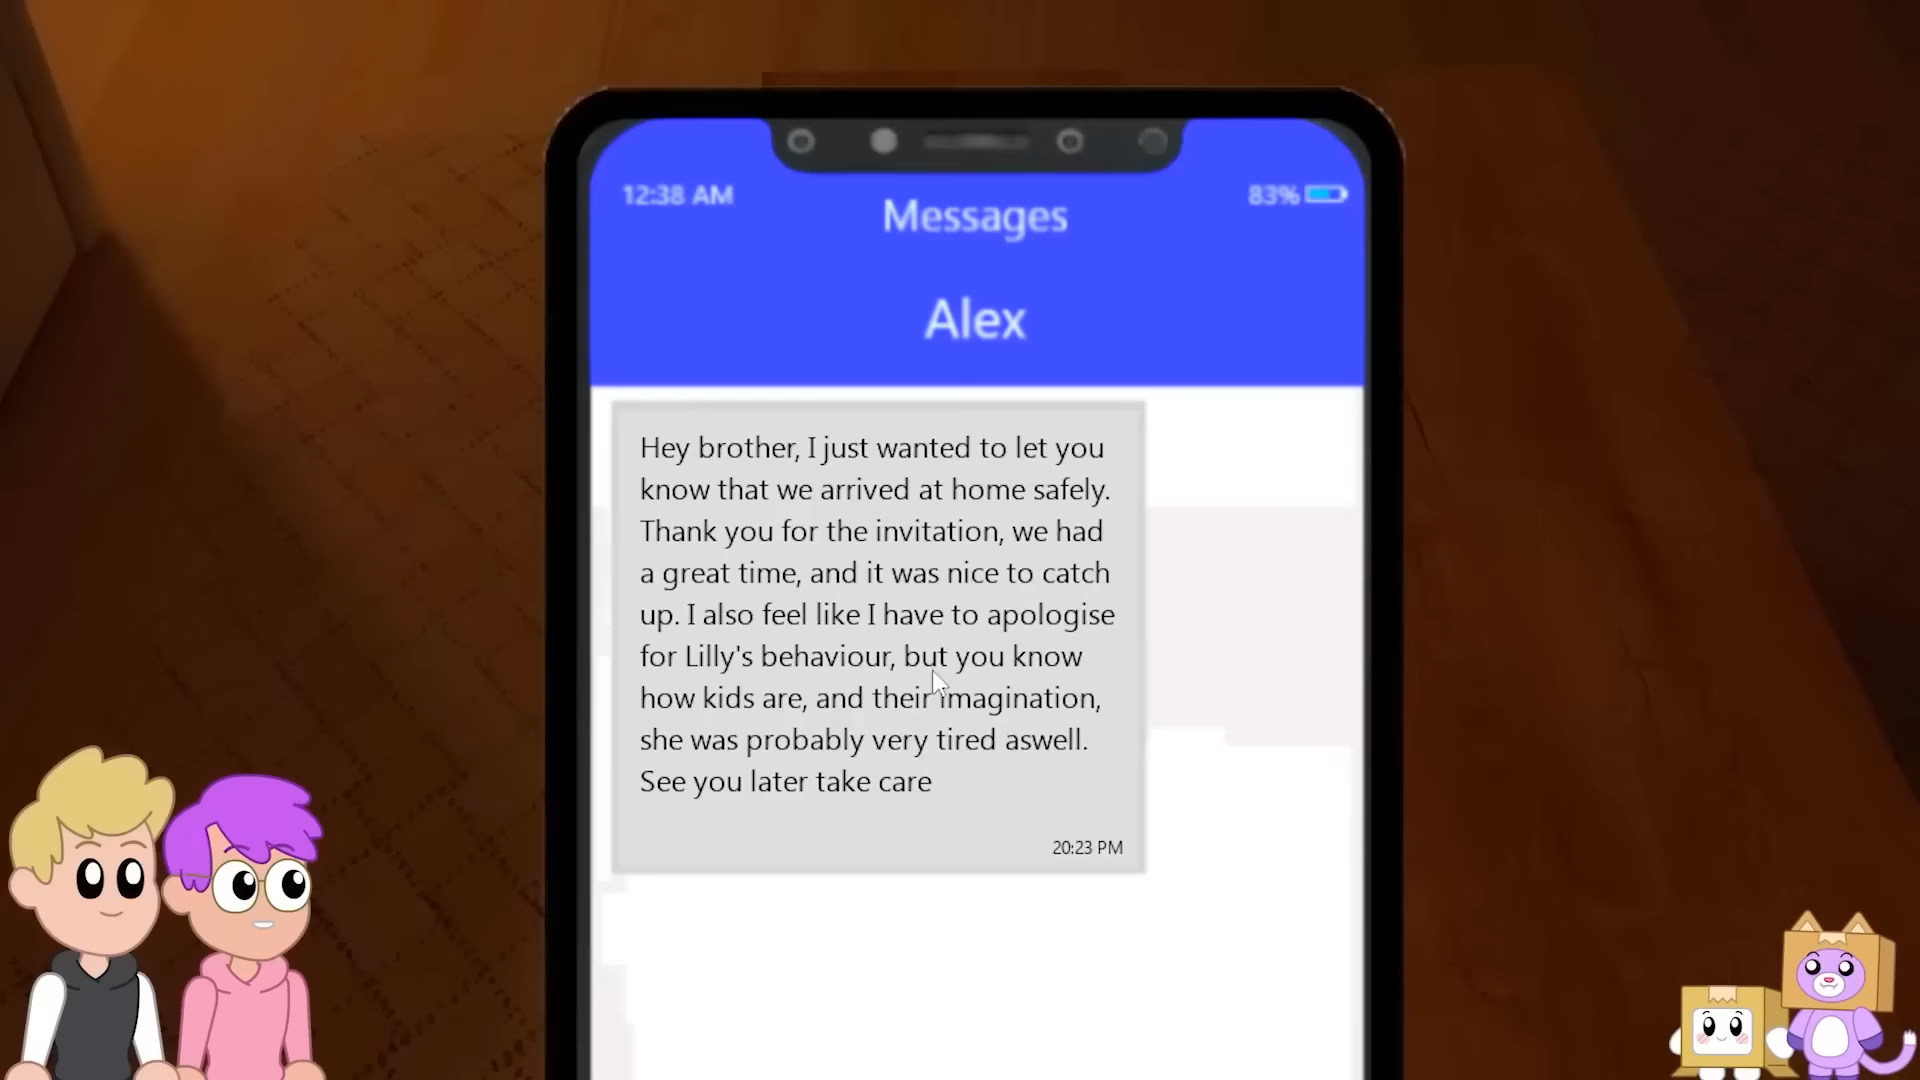 12:38 AM
83%
Messages
Alex
Hey brother, I just wanted to let you
know that we arrived at home safely.
Thank you for the invitation, we had
a great time, and it was nice to catch
up. I also feel like I have to apologise
for Lilly's behaviour, but you know
how kids are, and their imagination,
she was probably very tired aswell.
See you later take care
20:23 PM